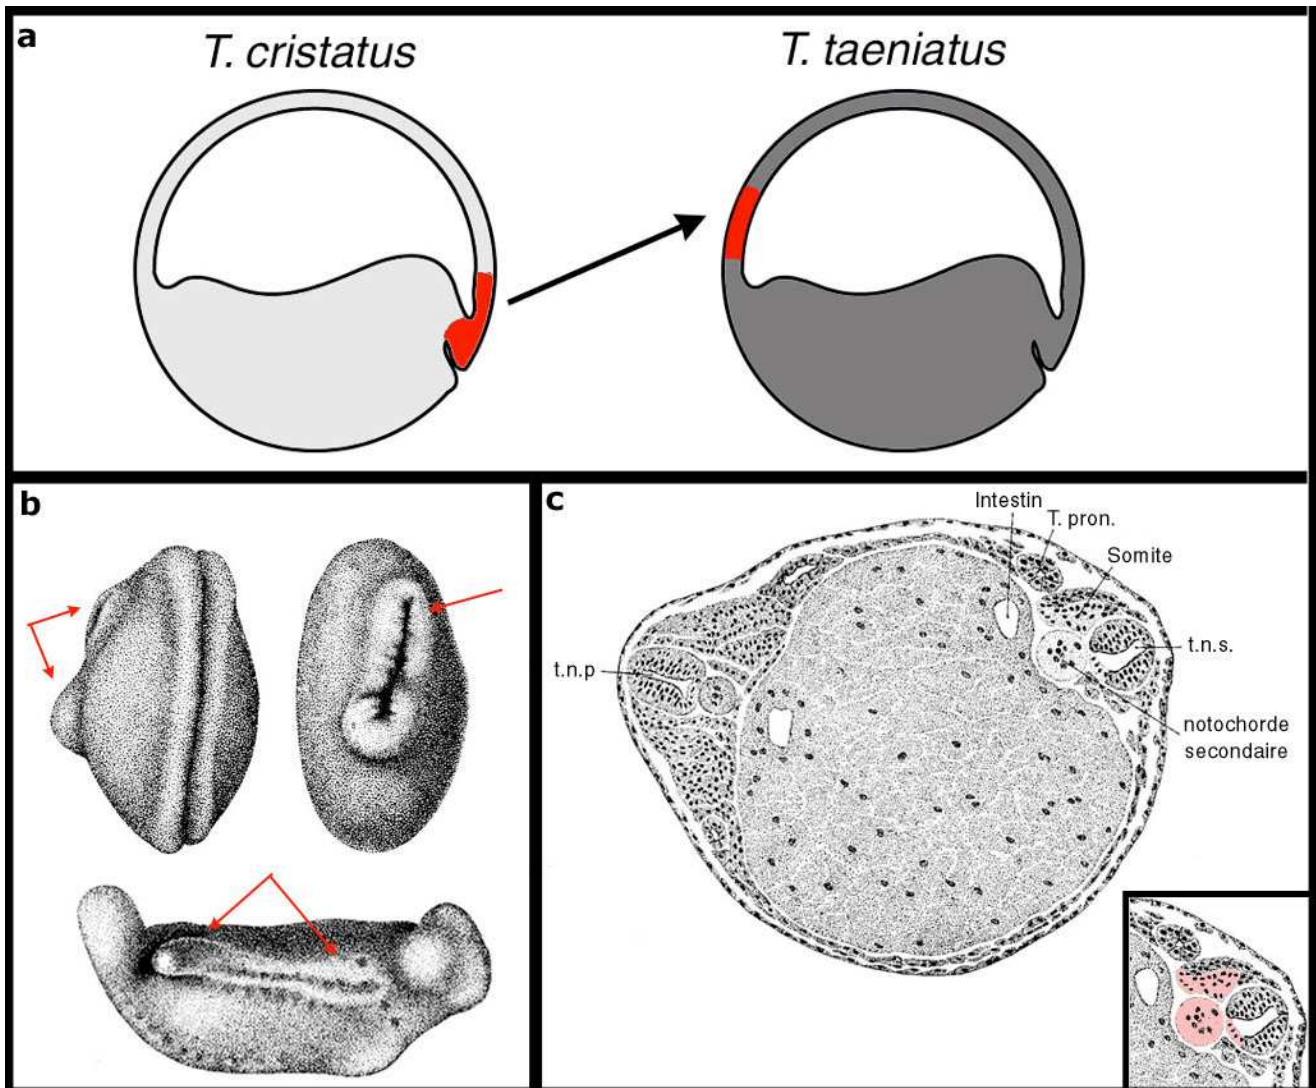 a
T. cristatus
T. taeniatus
b
c
Intestin
T. pron.
Somite
t.n.s.
t.n.p
notochorde
secondaire